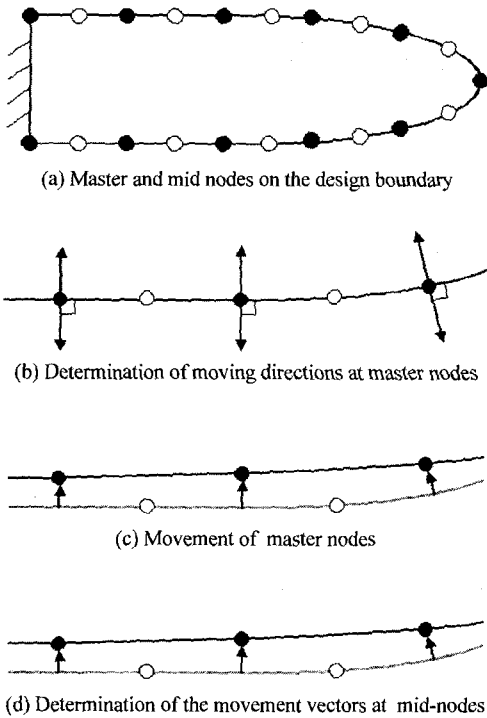 (a) Master and mid nodes on the design boundary
(b) Determination of moving directions at master nodes
(c) Movement of master nodes
(d) Determination of the movement vectors at mid-nodes